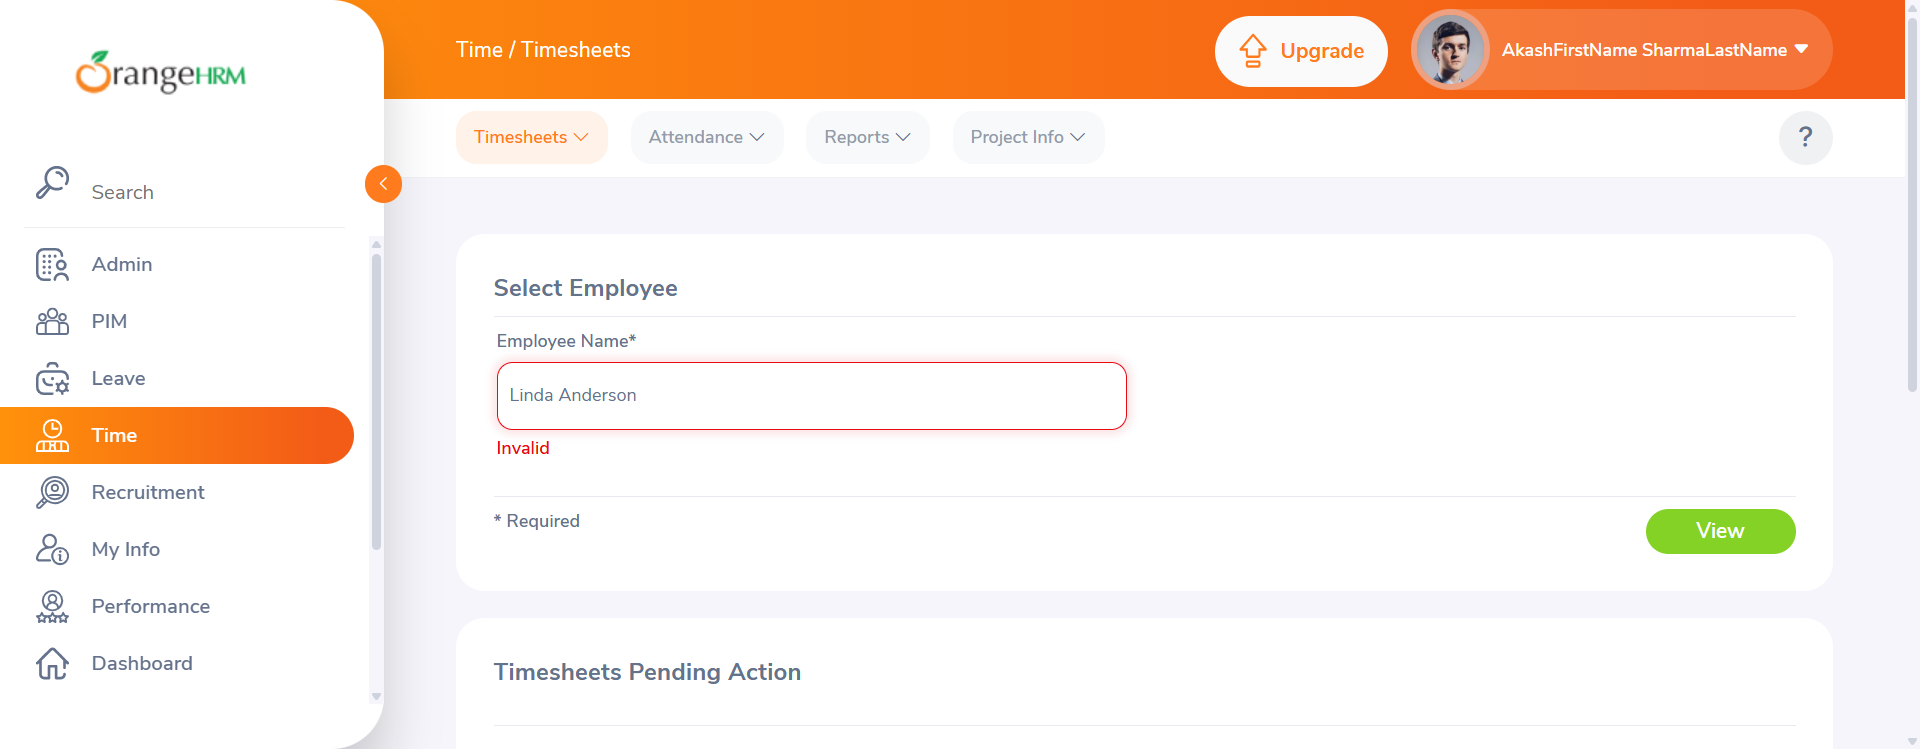 OrangeHRM
Time / Timesheets
Upgrade
AkashFirstName SharmaLastName
Search
Admin
PIM
Leave
Time
Recruitment
My Info
Performance
Dashboard
Timesheets
Attendance
Reports
Project Info
?
Select Employee
Employee Name*
Linda Anderson
Invalid
* Required
View
Timesheets Pending Action